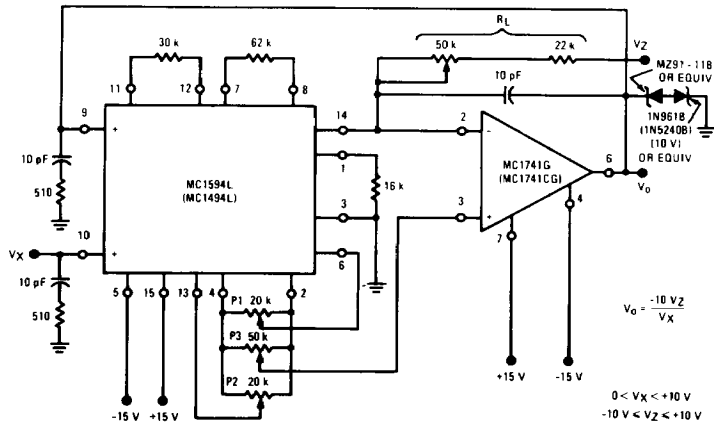 R_L
30 k
62 k
50 k
22 k
V_Z
MZ91 - 11B
OR EQUIV
11
12
7
8
10 pF
9
14
2
+
-
1N961B
(1N5240B)
(10 V)
OR EQUIV
10 pF
1
6
MC1594L
(MC1494L)
MC1741G
(MC1741CG)
V_o
510
16 k
3
3
4
V_X
10
+
+
6
7
10 pF
5
15
13
4
2
P1
20 k
510
P3
50 k
P2
20 k
V_o = -10 V_Z / V_X
-15 V
+15 V
+15 V
-15 V
0 < V_X < +10 V
-10 V ≤ V_Z ≤ +10 V